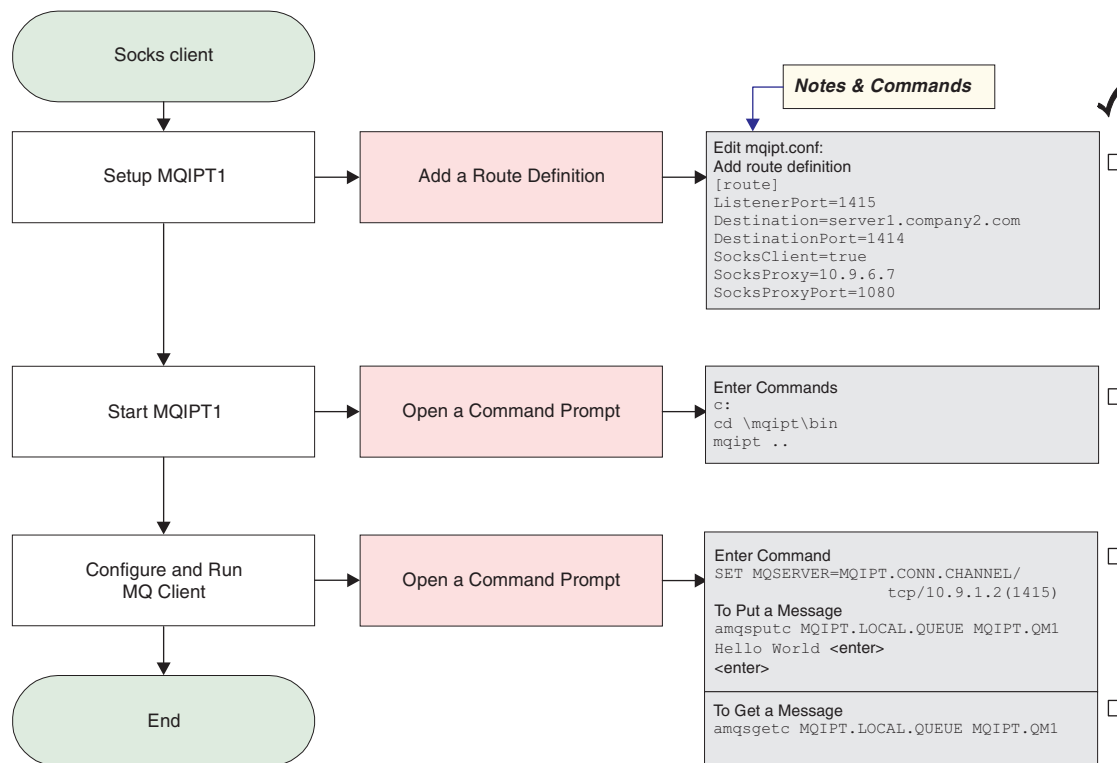 Socks client
Notes & Commands
Setup MQIPT1
Add a Route Definition
Edit mqipt.conf:
Add route definition
[route]
ListenerPort=1415
Destination=server1.company2.com
DestinationPort=1414
SocksClient=true
SocksProxy=10.9.6.7
SocksProxyPort=1080
Start MQIPT1
Open a Command Prompt
Enter Commands
c:
cd \mqipt\bin
mqipt ..
Configure and Run
MQ Client
Open a Command Prompt
Enter Command
SET MQSERVER=MQIPT.CONN.CHANNEL/
tcp/10.9.1.2(1415)
To Put a Message
amqsputc MQIPT.LOCAL.QUEUE MQIPT.QM1
Hello World <enter>
<enter>
End
To Get a Message
amqsgetc MQIPT.LOCAL.QUEUE MQIPT.QM1